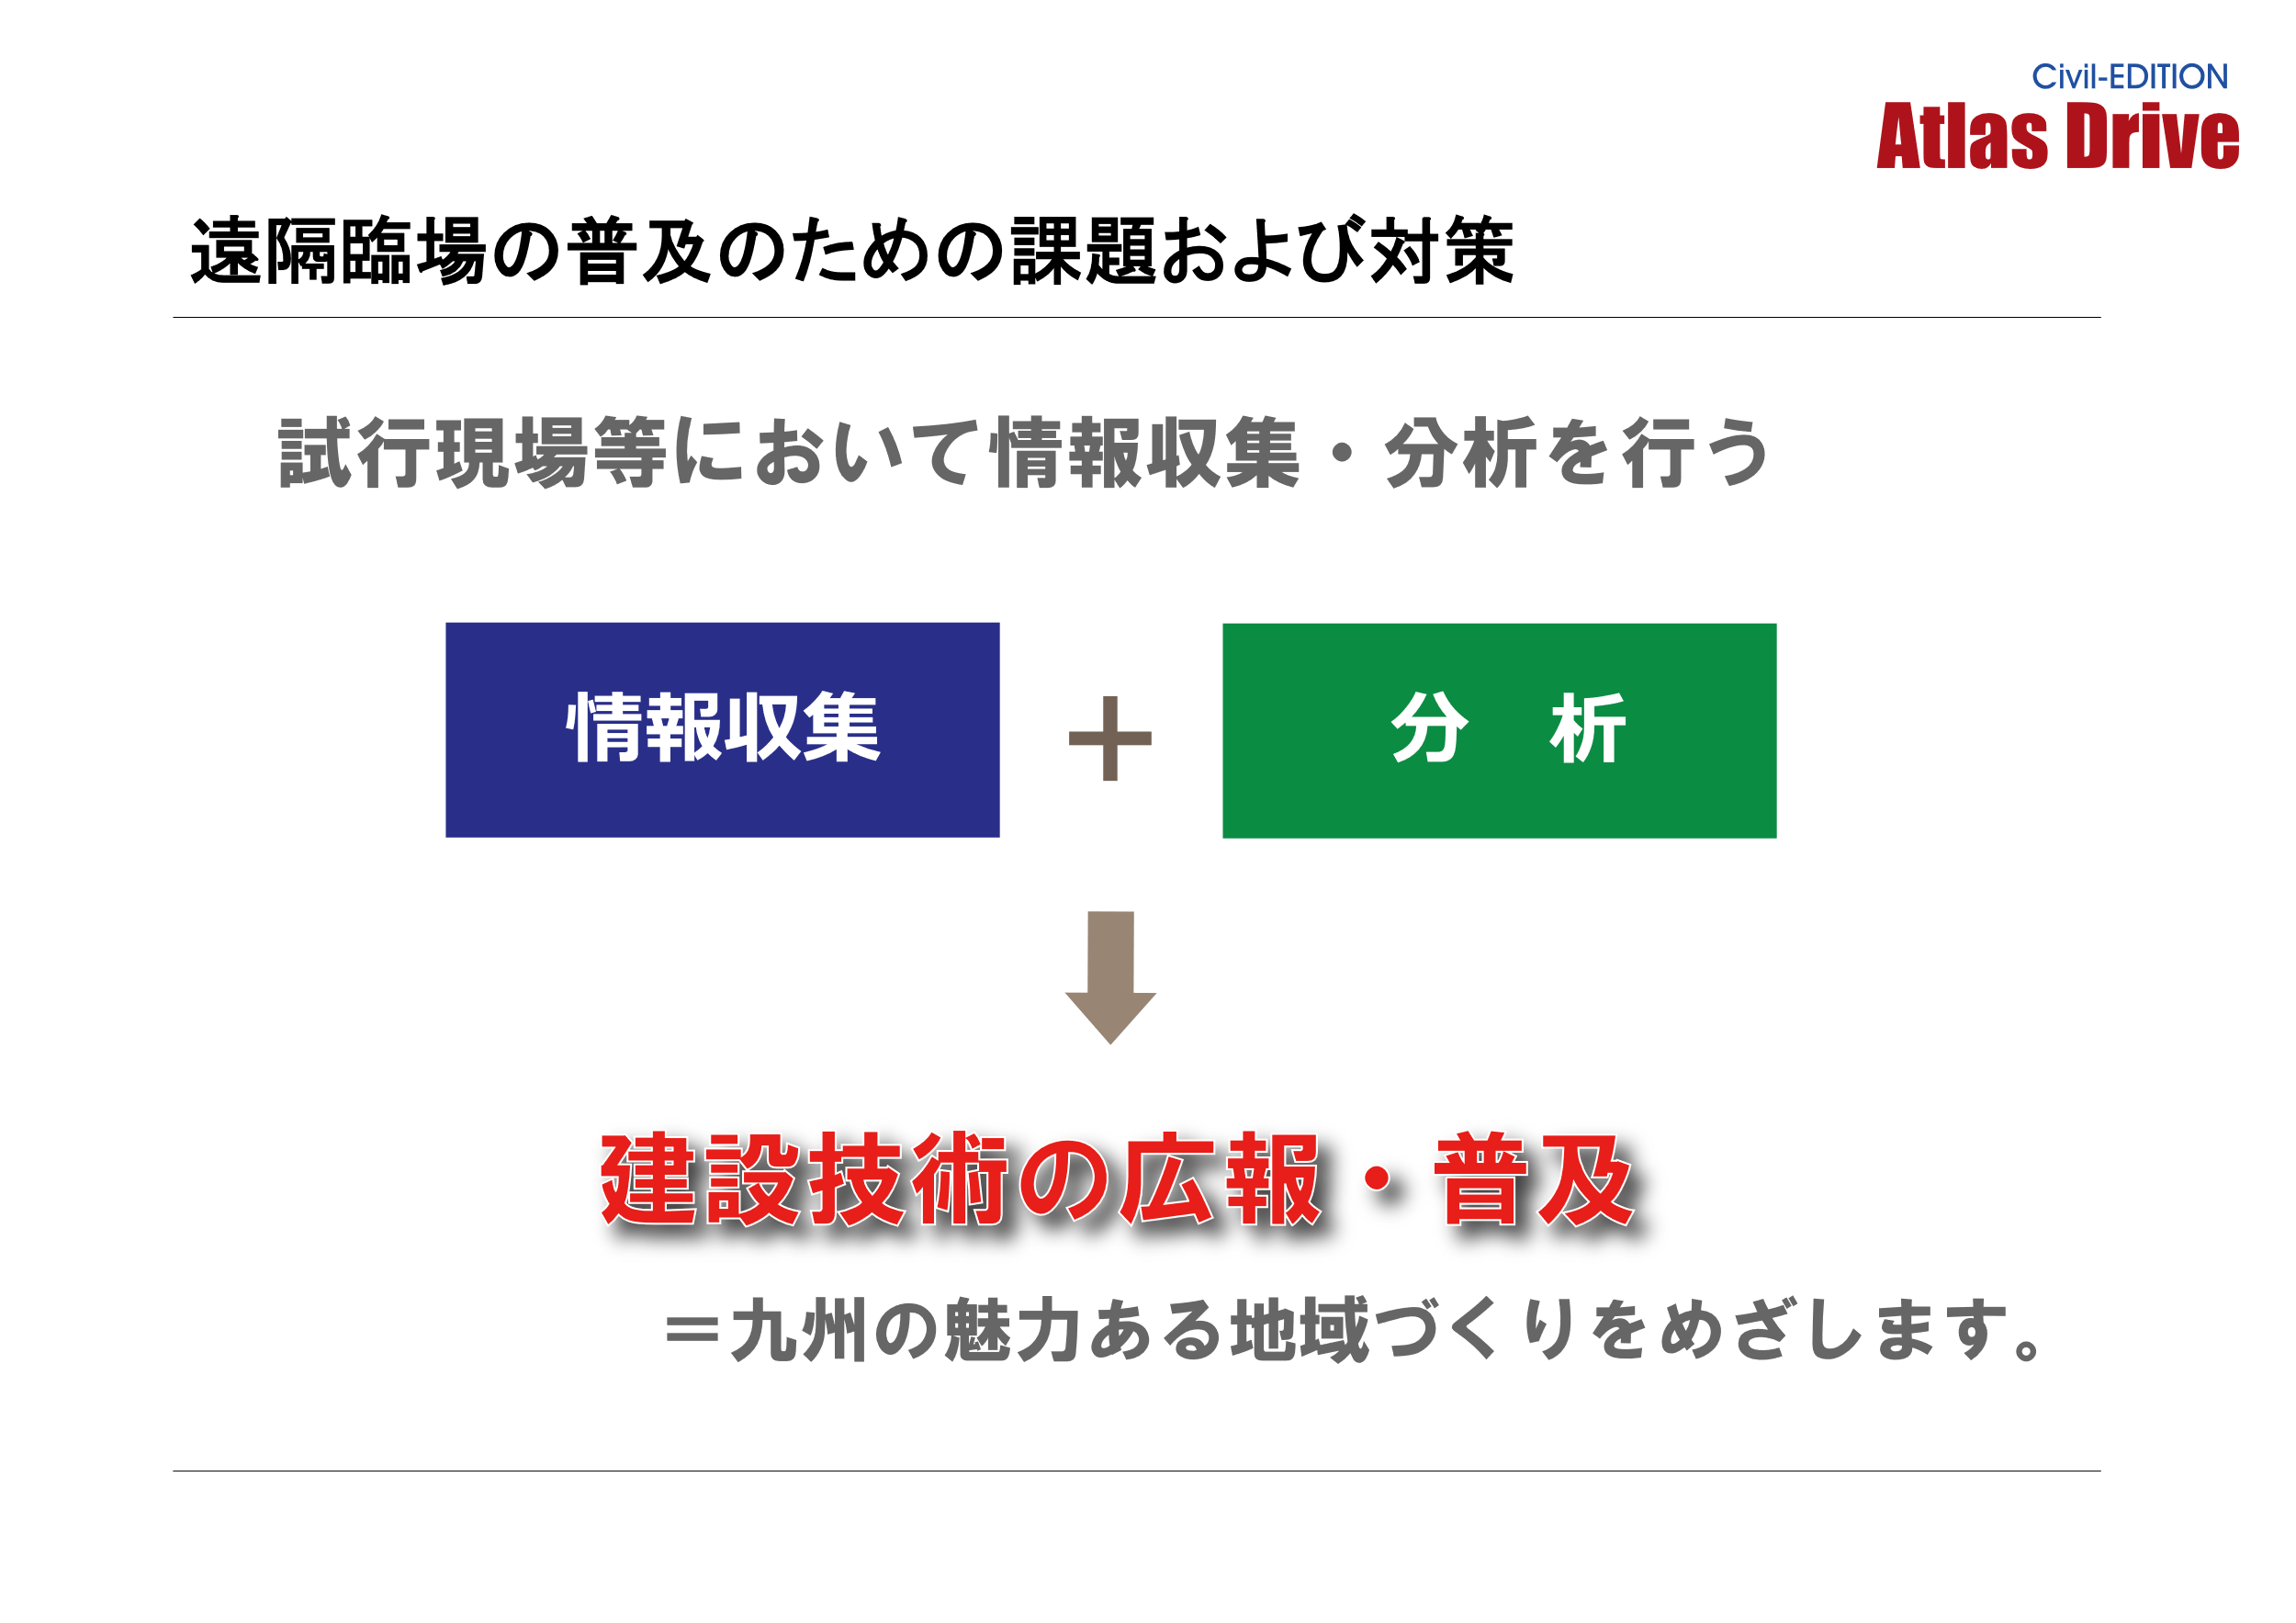 Civil-EDITION
Atlas Drive
遠隔臨場の普及のための課題および対策
試行現場等において情報収集・分析を行う
情報収集 + 分 析
建設技術の広報・普及
＝九州の魅力ある地域づくりをめざします。